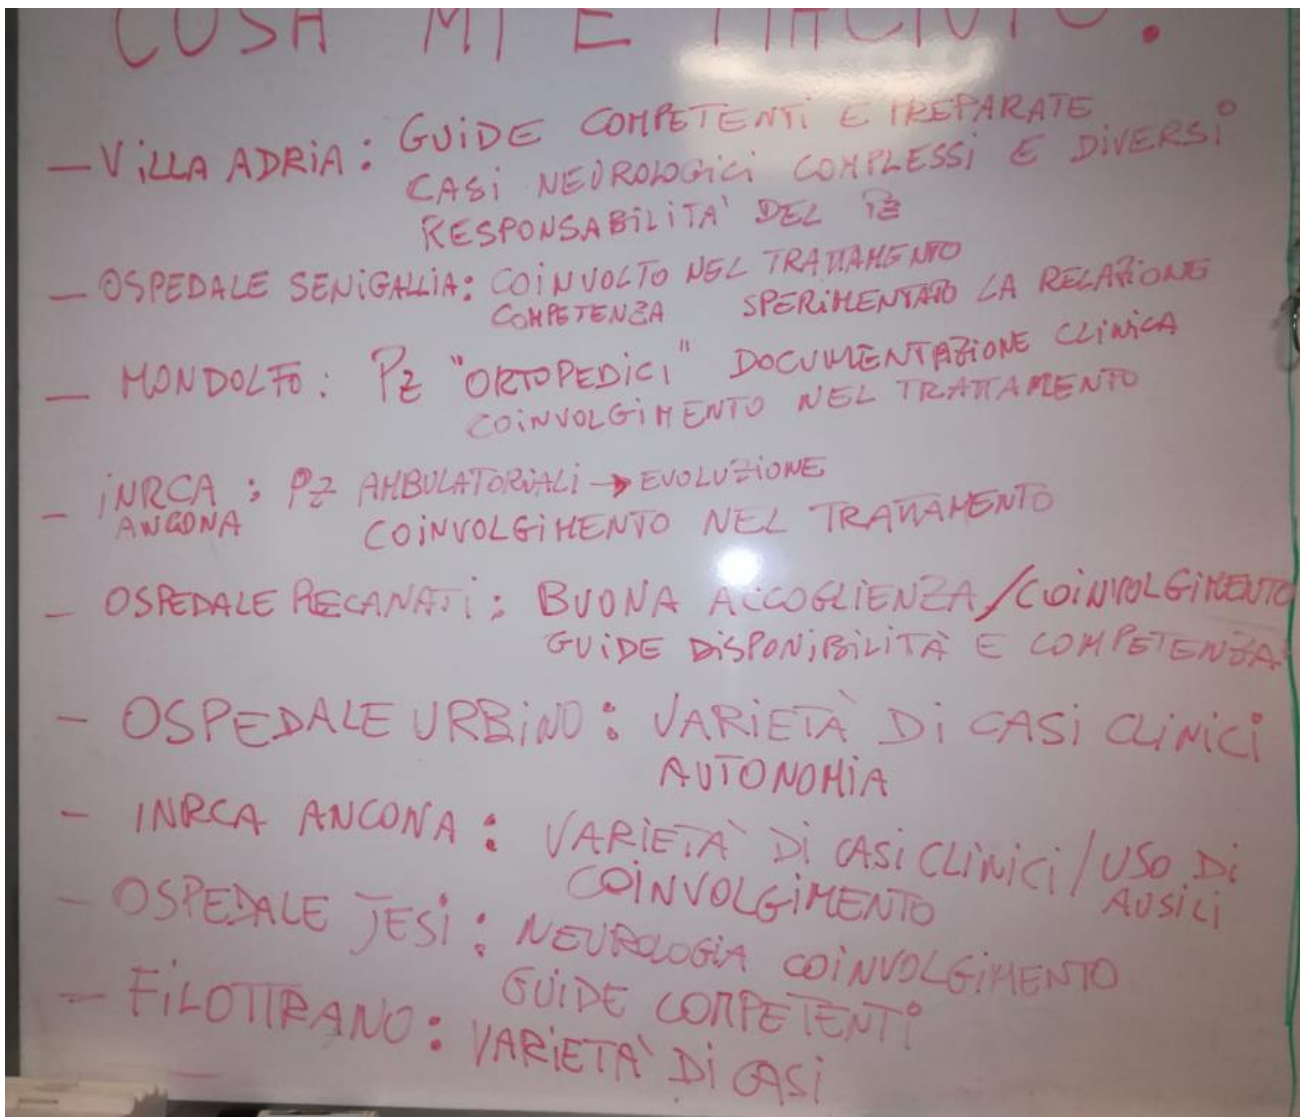 COSA MI È PIACIUTO:
— VILLA ADRIA: GUIDE COMPETENTI E PREPARATE
CASI NEUROLOGICI COMPLESSI E DIVERSI
RESPONSABILITA' DEL PZ
— OSPEDALE SENIGALLIA: COINVOLTO NEL TRATTAMENTO
COMPETENZA SPERIMENTATO LA RELAZIONE
— MONDOLFO: PZ "ORTOPEDICI" DOCUMENTAZIONE CLINICA
COINVOLGIMENTO NEL TRATTAMENTO
— INRCA: PZ AMBULATORIALI → EVOLUZIONE
ANCONA COINVOLGIMENTO NEL TRATTAMENTO
— OSPEDALE RECANATI: BUONA ACCOGLIENZA/COINVOLGIMENTO
GUIDE DISPONIBILITÀ E COMPETENZA
— OSPEDALE URBINO: VARIETÀ DI CASI CLINICI
AUTONOMIA
— INRCA ANCONA: VARIETÀ DI CASI CLINICI/USO DI
COINVOLGIMENTO AUSILI
— OSPEDALE JESI: NEUROLOGIA COINVOLGIMENTO
GUIDE COMPETENTI
— FILOTTRANO: VARIETÀ DI CASI